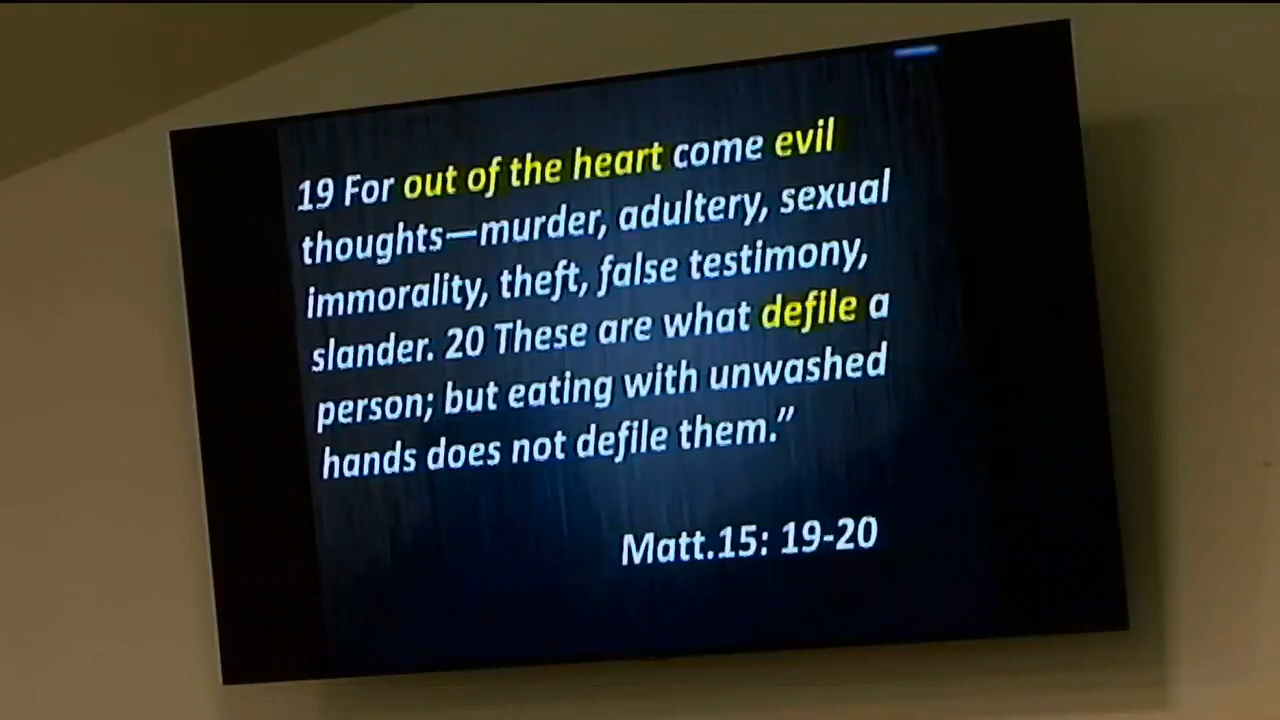 19 For out of the heart come evil
thoughts—murder, adultery, sexual
immorality, theft, false testimony,
slander. 20 These are what defile a
person; but eating with unwashed
hands does not defile them.”
Matt.15: 19-20